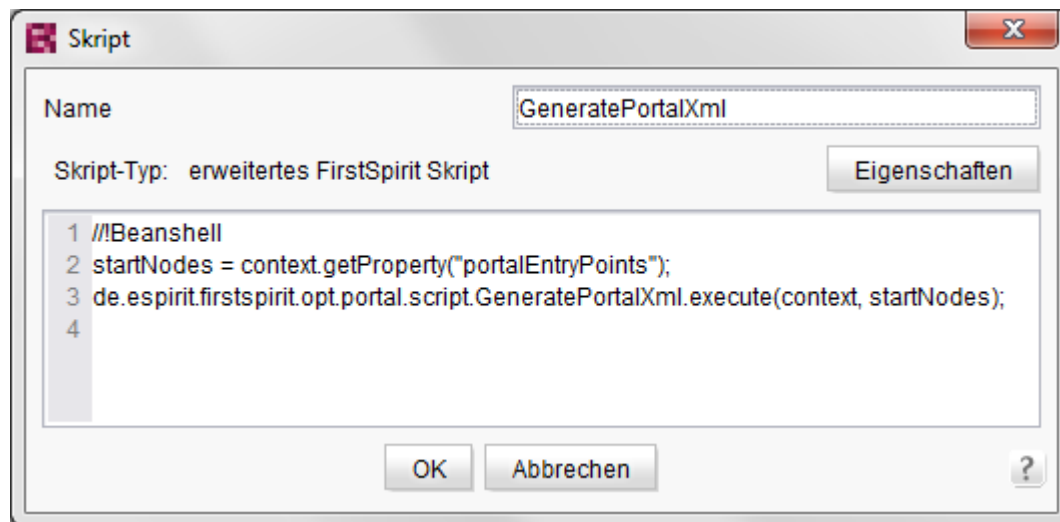 Skript
Name GeneratePortalXml
Skript-Typ: erweitertes FirstSpirit Skript Eigenschaften
1 //!Beanshell
2 startNodes = context.getProperty("portalEntryPoints");
3 de.espirit.firstspirit.opt.portal.script.GeneratePortalXml.execute(context, startNodes);
4
OK Abbrechen ?